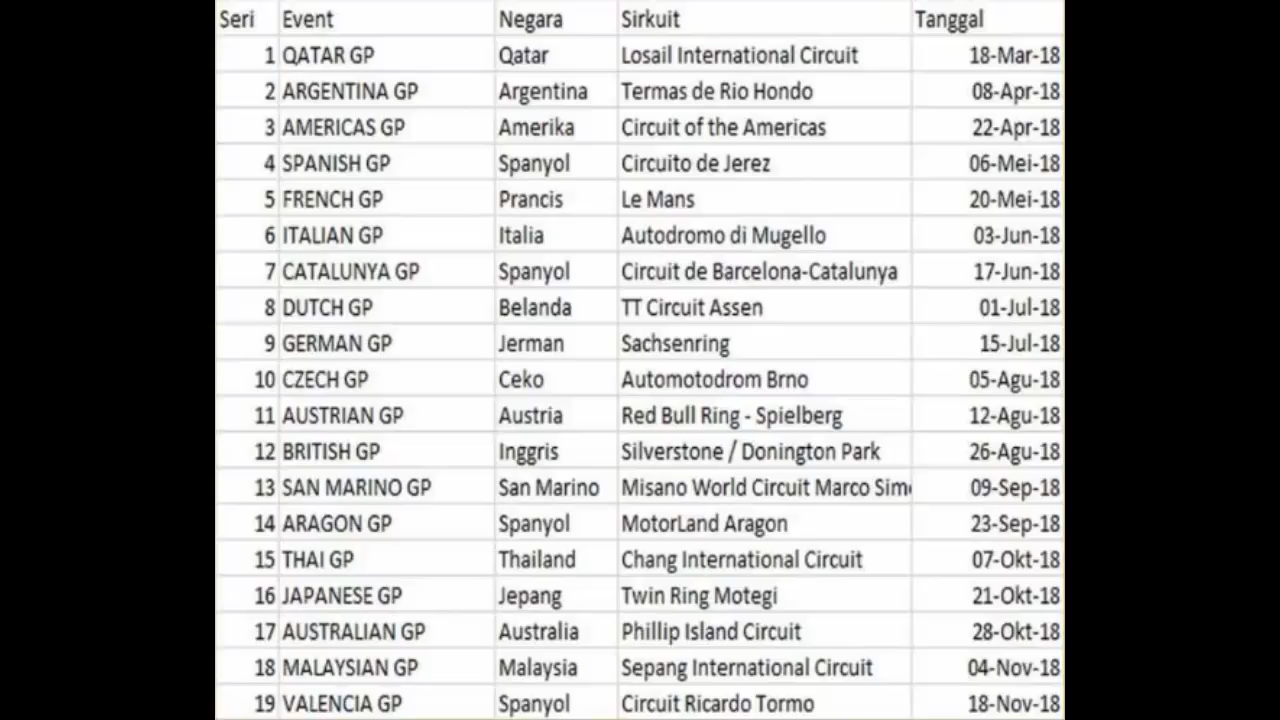 Seri Event Negara Sirkuit Tanggal
1 QATAR GP Qatar Losail International Circuit 18-Mar-18
2 ARGENTINA GP Argentina Termas de Rio Hondo 08-Apr-18
3 AMERICAS GP Amerika Circuit of the Americas 22-Apr-18
4 SPANISH GP Spanyol Circuito de Jerez 06-Mei-18
5 FRENCH GP Prancis Le Mans 20-Mei-18
6 ITALIAN GP Italia Autodromo di Mugello 03-Jun-18
7 CATALUNYA GP Spanyol Circuit de Barcelona-Catalunya 17-Jun-18
8 DUTCH GP Belanda TT Circuit Assen 01-Jul-18
9 GERMAN GP Jerman Sachsenring 15-Jul-18
10 CZECH GP Ceko Automotodrom Brno 05-Agu-18
11 AUSTRIAN GP Austria Red Bull Ring - Spielberg 12-Agu-18
12 BRITISH GP Inggris Silverstone / Donington Park 26-Agu-18
13 SAN MARINO GP San Marino Misano World Circuit Marco 09-Sep-18
14 ARAGON GP Spanyol MotorLand Aragon 23-Sep-18
15 THAI GP Thailand Chang International Circuit 07-Okt-18
16 JAPANESE GP Jepang Twin Ring Motegi 21-Okt-18
17 AUSTRALIAN GP Australia Phillip Island Circuit 28-Okt-18
18 MALAYSIAN GP Malaysia Sepang International Circuit 04-Nov-18
19 VALENCIA GP Spanyol Circuit Ricardo Tormo 18-Nov-18